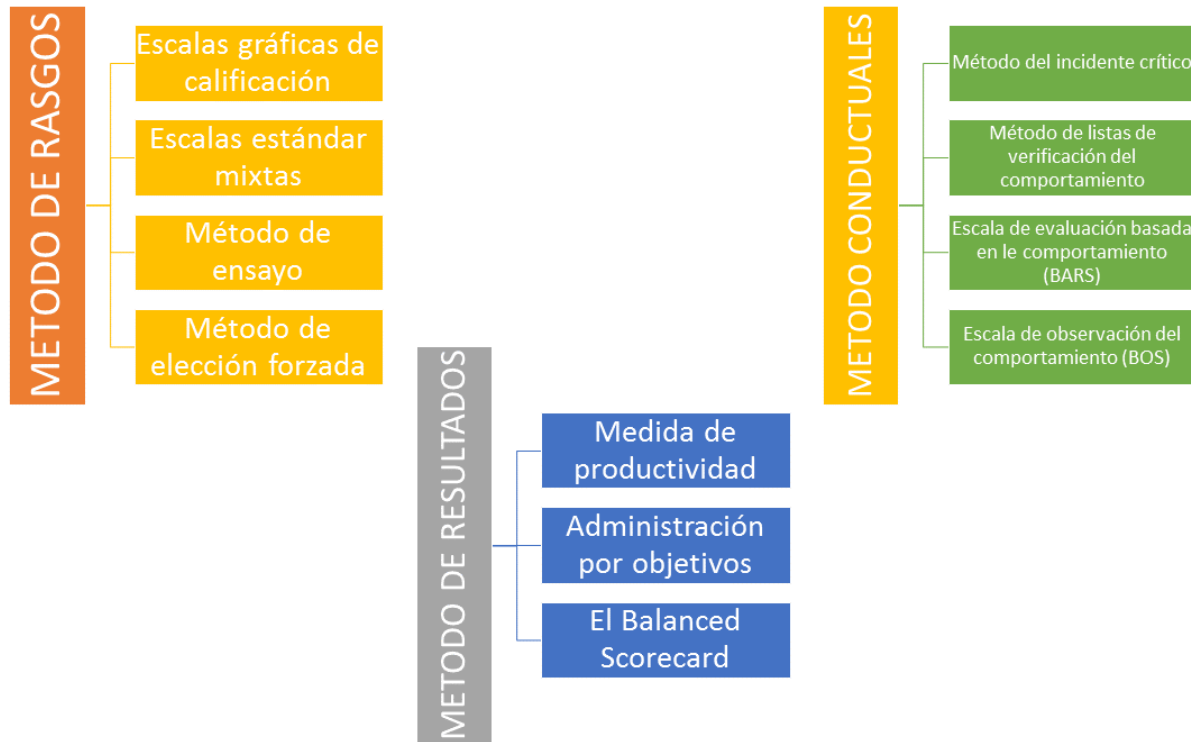 METODO DE RASGOS
Escalas gráficas de
calificación
Escalas estándar
mixtas
Método de
ensayo
Método de
elección forzada
METODO DE RESULTADOS
Medida de
productividad
Administración
por objetivos
El Balanced
Scorecard
METODO CONDUCTUALES
Método del incidente crítico
Método de listas de
verificación del
comportamiento
Escala de evaluación basada
en le comportamiento
(BARS)
Escala de observación del
comportamiento (BOS)